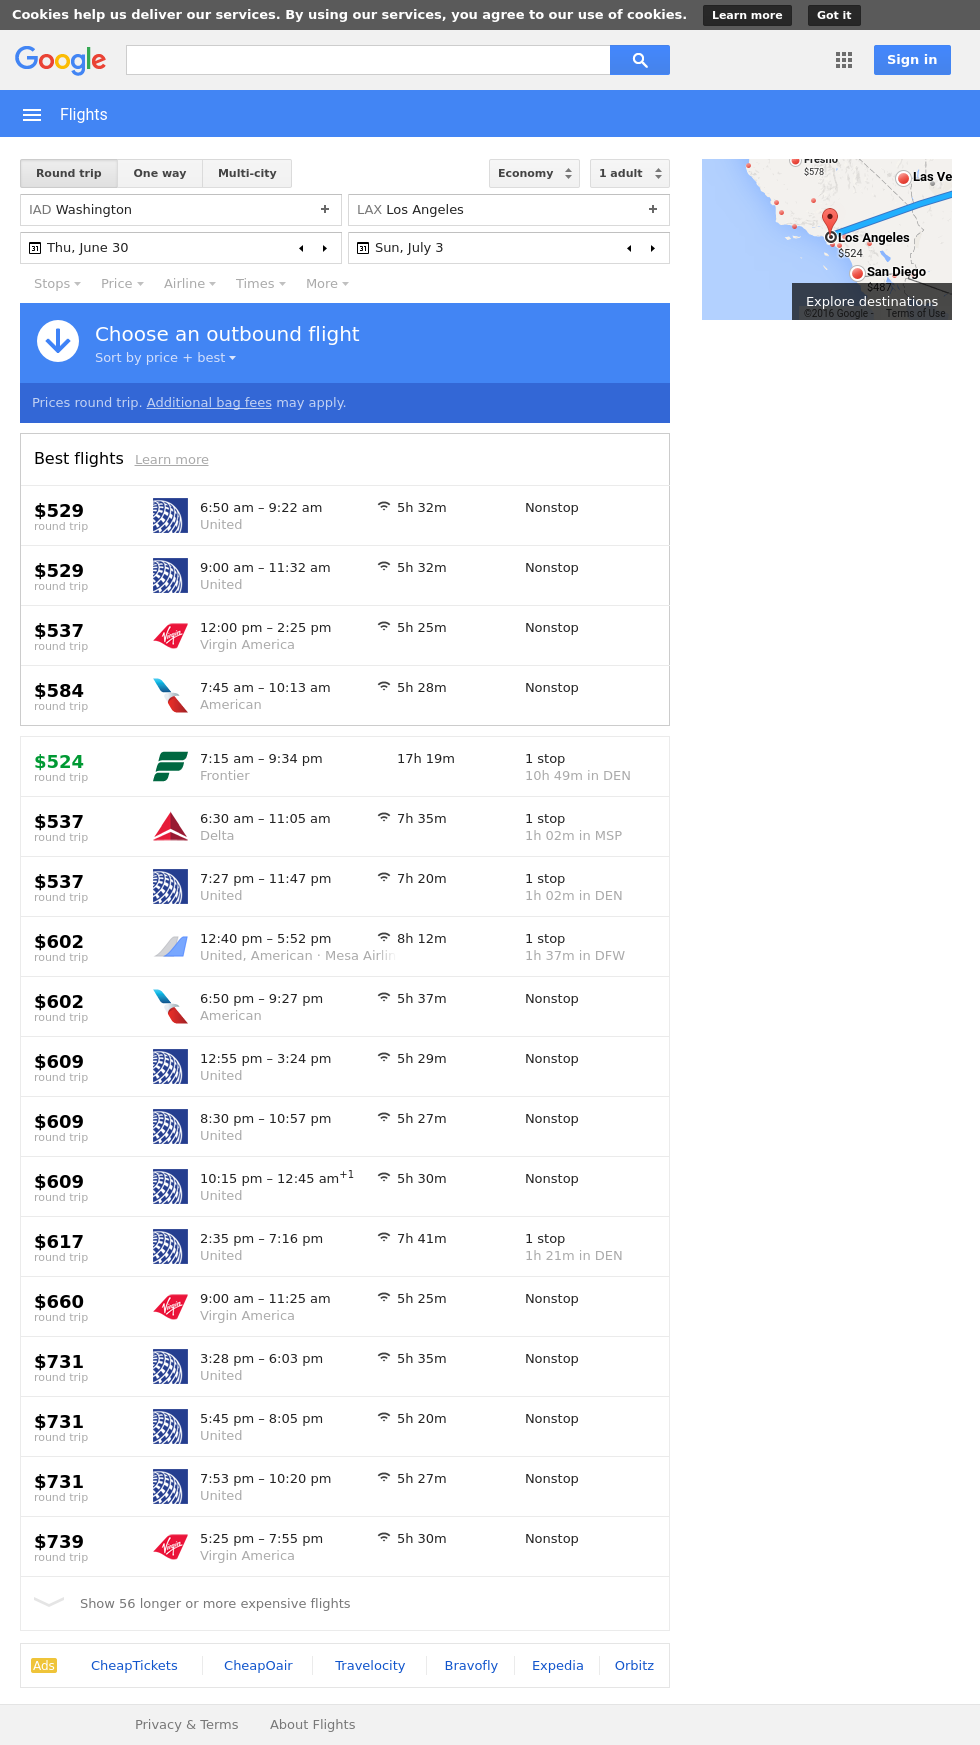 Cookies help us deliver our services. By using our services, you agree to our use of cookies. Learn more Got it
Google Sign in
Flights
Round trip One way Multi-city Economy 1 adult
IAD Washington + LAX Los Angeles +
31 Thu, June 30 31 Sun, July 3
Stops Price Airline Times More
Fresno
$578
Las Ve
Los Angeles
$524
San Diego
$487
Explore destinations
©2016 Google - Terms of Use
Choose an outbound flight
Sort by price + best
Prices round trip. Additional bag fees may apply.
Best flights Learn more
$529 6:50 am – 9:22 am 5h 32m Nonstop
round trip United
$529 9:00 am – 11:32 am 5h 32m Nonstop
round trip United
$537 12:00 pm – 2:25 pm 5h 25m Nonstop
round trip Virgin America
$584 7:45 am – 10:13 am 5h 28m Nonstop
round trip American
$524 7:15 am – 9:34 pm 17h 19m 1 stop
round trip Frontier 10h 49m in DEN
$537 6:30 am – 11:05 am 7h 35m 1 stop
round trip Delta 1h 02m in MSP
$537 7:27 pm – 11:47 pm 7h 20m 1 stop
round trip United 1h 02m in DEN
$602 12:40 pm – 5:52 pm 8h 12m 1 stop
round trip United, American · Mesa Airlin 1h 37m in DFW
$602 6:50 pm – 9:27 pm 5h 37m Nonstop
round trip American
$609 12:55 pm – 3:24 pm 5h 29m Nonstop
round trip United
$609 8:30 pm – 10:57 pm 5h 27m Nonstop
round trip United
$609 10:15 pm – 12:45 am+1 5h 30m Nonstop
round trip United
$617 2:35 pm – 7:16 pm 7h 41m 1 stop
round trip United 1h 21m in DEN
$660 9:00 am – 11:25 am 5h 25m Nonstop
round trip Virgin America
$731 3:28 pm – 6:03 pm 5h 35m Nonstop
round trip United
$731 5:45 pm – 8:05 pm 5h 20m Nonstop
round trip United
$731 7:53 pm – 10:20 pm 5h 27m Nonstop
round trip United
$739 5:25 pm – 7:55 pm 5h 30m Nonstop
round trip Virgin America
Show 56 longer or more expensive flights
Ads CheapTickets CheapOair Travelocity Bravofly Expedia Orbitz
Privacy & Terms About Flights